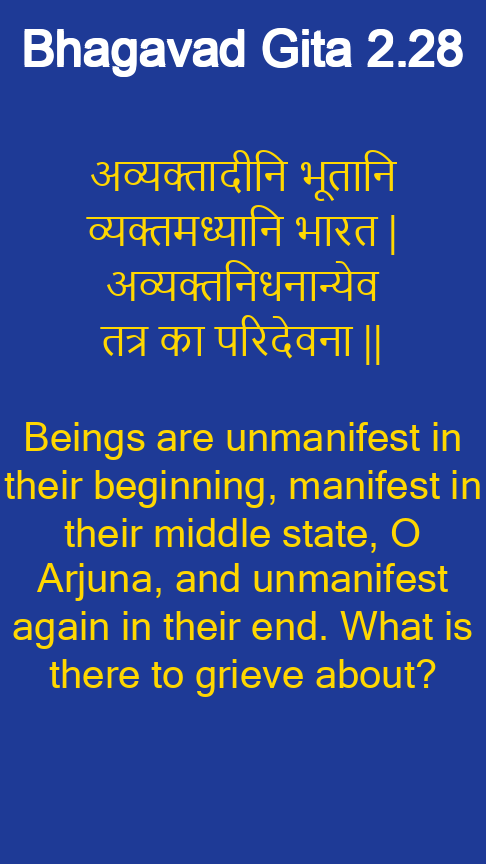 Bhagavad Gita 2.28
अव्यक्तादीनि भूतानि
व्यक्तमध्यानि भारत |
अव्यक्तनिधनान्येव
तत्र का परिदेवना ||
Beings are unmanifest in
their beginning, manifest in
their middle state, O
Arjuna, and unmanifest
again in their end. What is
there to grieve about?